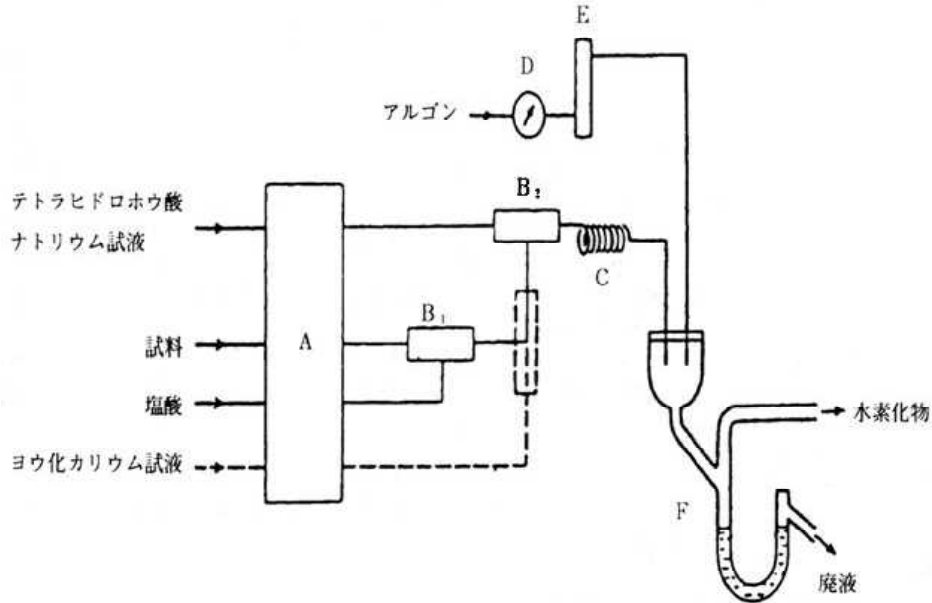 E
D
アルゴン
B₂
テトラヒドロホウ酸
ナトリウム試液
C
B₁
試料
A
塩酸
水素化物
ヨウ化カリウム試液
F
廃液